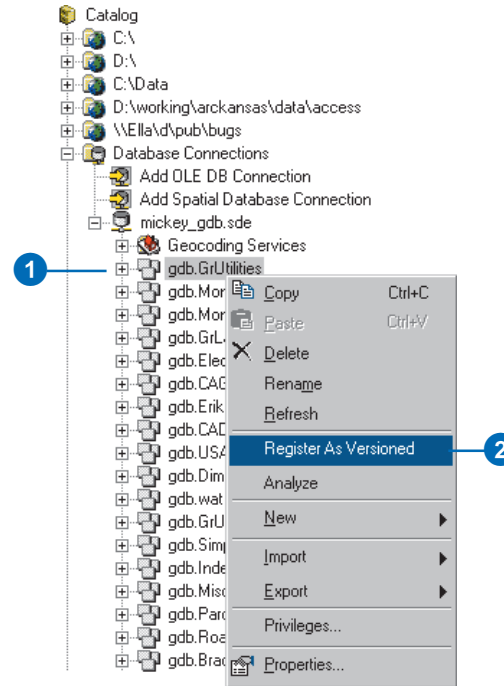 Catalog
C:\
D:\
C:\Data
D:\working\arckansas\data\access
\\Ella\d\pub\bugs
Database Connections
Add OLE DB Connection
Add Spatial Database Connection
mickey_gdb.sde
Geocoding Services
1 gdb.GrUtilities
gdb.Mor
gdb.Mor
gdb.GrL
gdb.Elec
gdb.CAG
gdb.Erik
gdb.CAD
gdb.USA
gdb.Dim
gdb.wat
gdb.GrU
gdb.Simp
gdb.Inde
gdb.Misc
gdb.Parc
gdb.Roa
gdb.Brac
Copy Ctrl+C
Paste Ctrl+V
Delete
Rename
Refresh
Register As Versioned 2
Analyze
New
Import
Export
Privileges...
Properties...